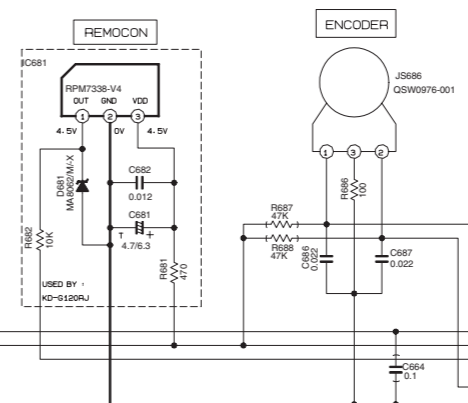 REMOCON
ENCODER
IC681
RPM7338-V4
OUT GND VDD
1 2 3
4.5V 0V 4.5V
JS686
QSW0976-001
1 3 2
D681
MA8062/M/-X
C682
0.012
C681
T +
4.7/6.3
R682
10K
R681
470
USED BY :
KD-G120RJ
R686
100
R687
47K
R688
47K
C686
0.022
C687
0.022
C664
0.1